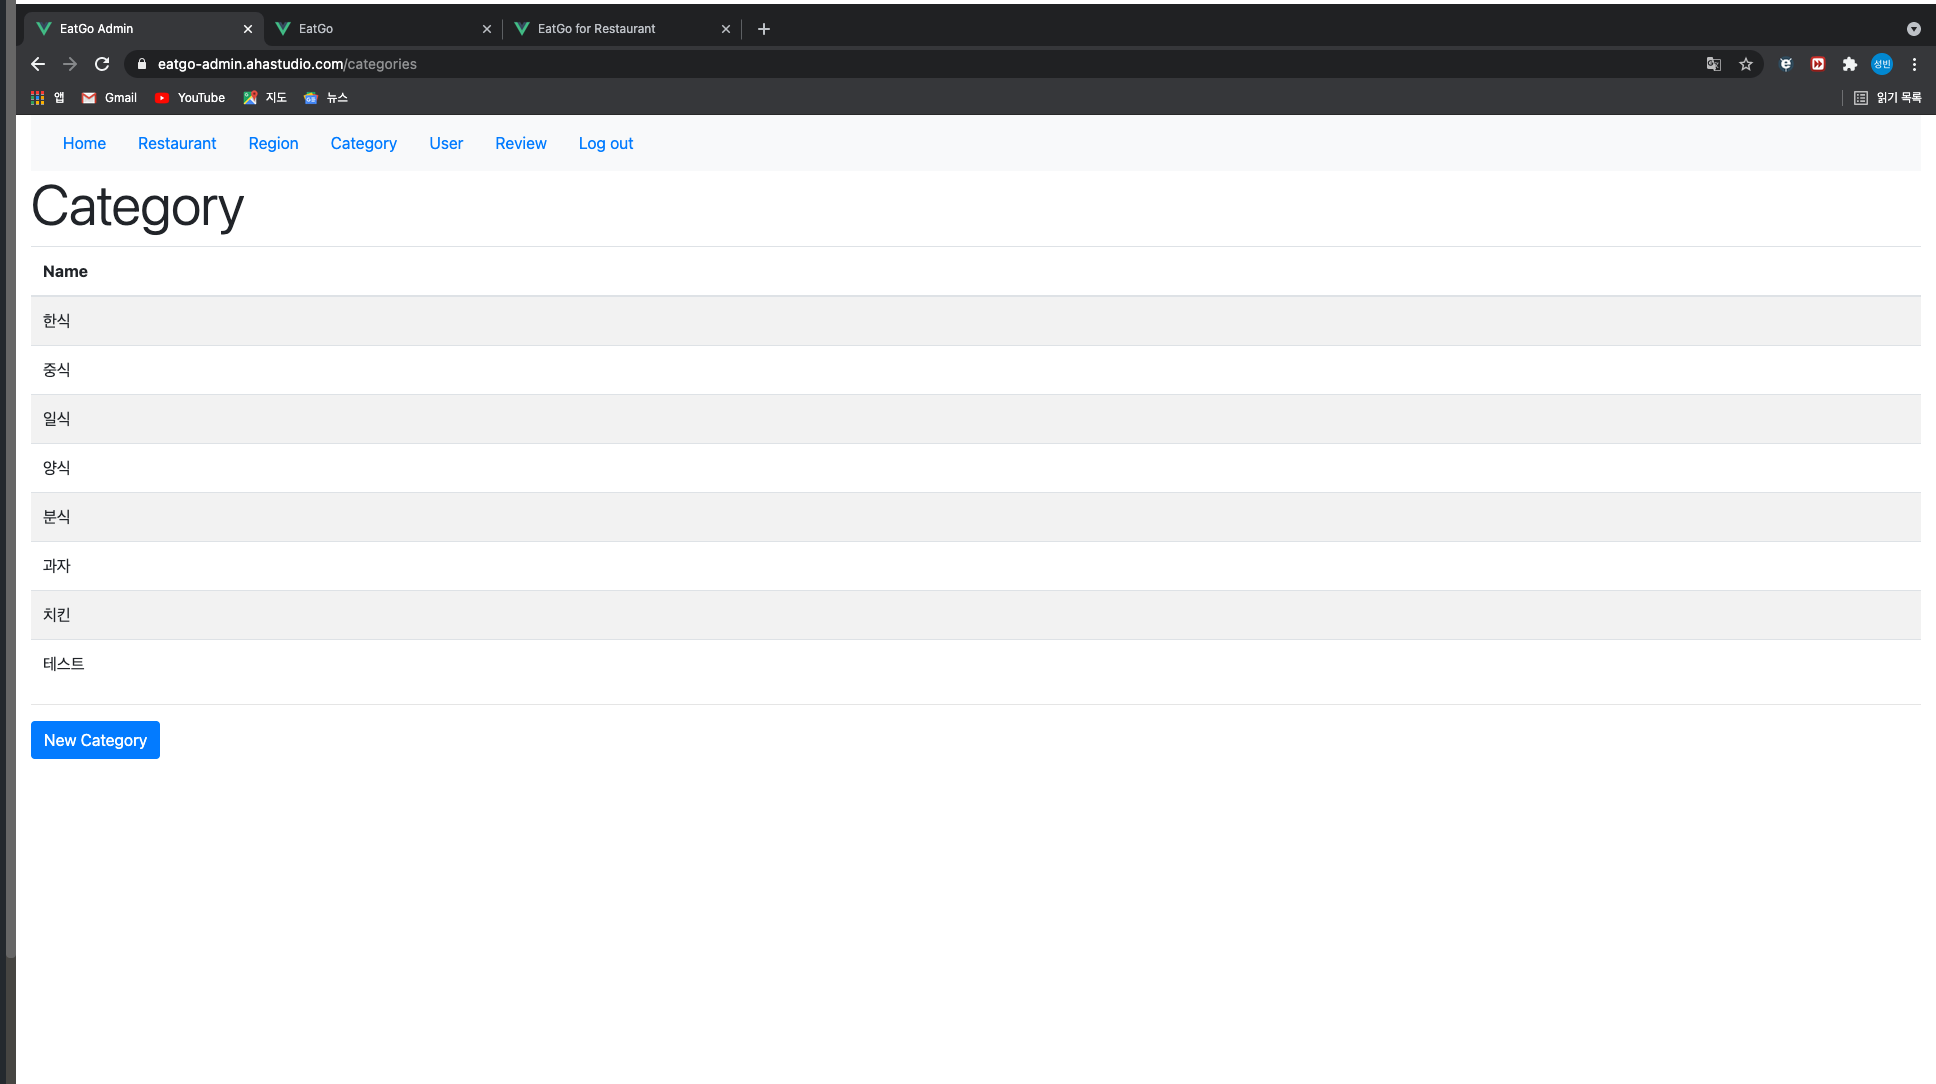 EatGo Admin
EatGo
EatGo for Restaurant
eatgo-admin.ahastudio.com/categories
성빈
앱
Gmail
YouTube
지도
뉴스
읽기 목록
Home
Restaurant
Region
Category
User
Review
Log out
Category
Name
한식
중식
일식
양식
분식
과자
치킨
테스트
New Category